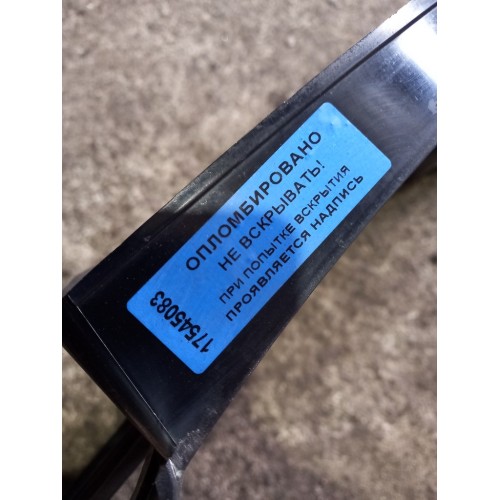 ОПЛОМБИРОВАНО
НЕ ВСКРЫВАТЬ!
ПРИ ПОПЫТКЕ ВСКРЫТИЯ
ПРОЯВЛЯЕТСЯ НАДПИСЬ
17545083